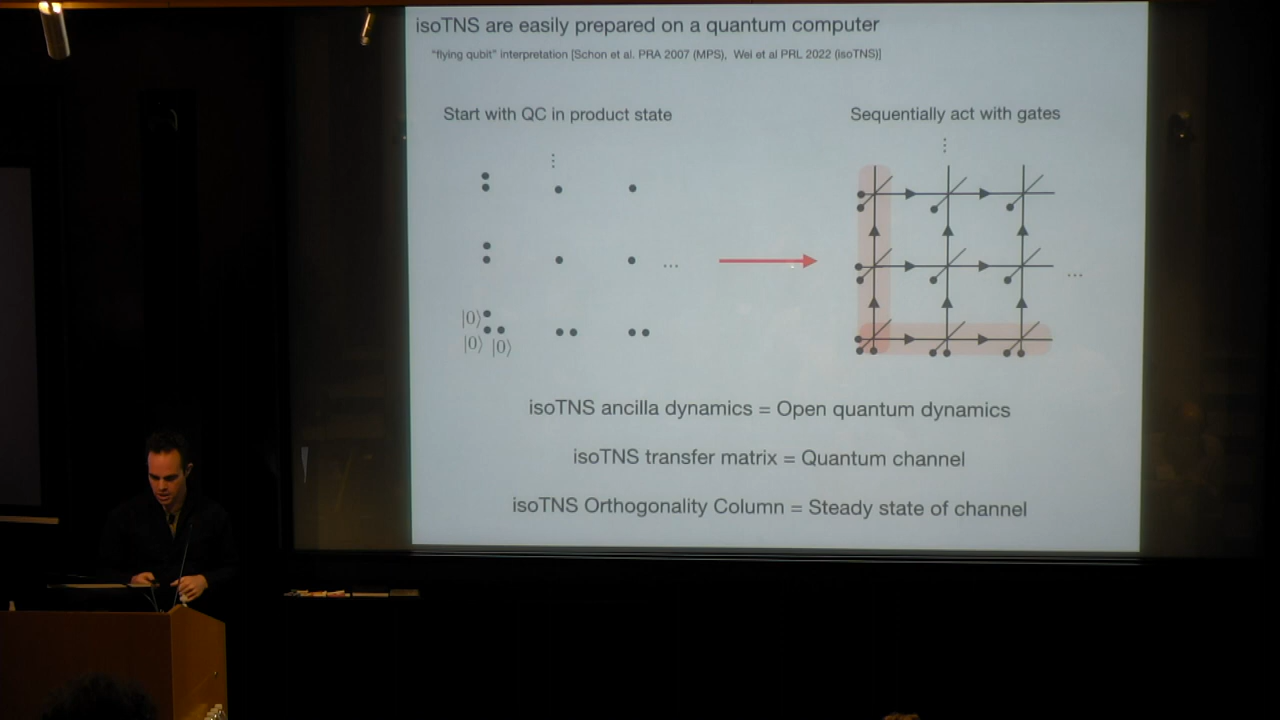 isoTNS are easily prepared on a quantum computer
"flying qubit" interpretation [Schon et al. PRA 2007 (MPS), Wei et al PRL 2022 (isoTNS)]
Start with QC in product state
Sequentially act with gates
⋮
⋮
...
...
|0⟩
|0⟩ |0⟩
isoTNS ancilla dynamics = Open quantum dynamics
isoTNS transfer matrix = Quantum channel
isoTNS Orthogonality Column = Steady state of channel